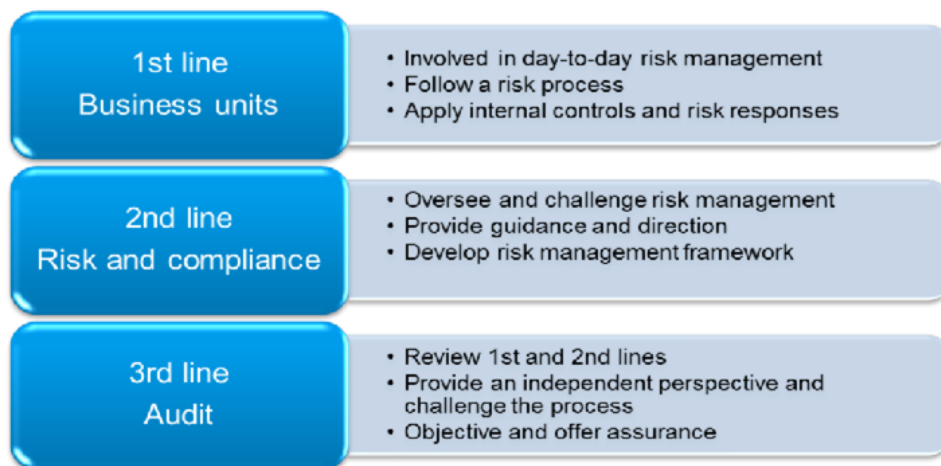 1st line
Business units
• Involved in day-to-day risk management
• Follow a risk process
• Apply internal controls and risk responses
2nd line
Risk and compliance
• Oversee and challenge risk management
• Provide guidance and direction
• Develop risk management framework
3rd line
Audit
• Review 1st and 2nd lines
• Provide an independent perspective and
challenge the process
• Objective and offer assurance